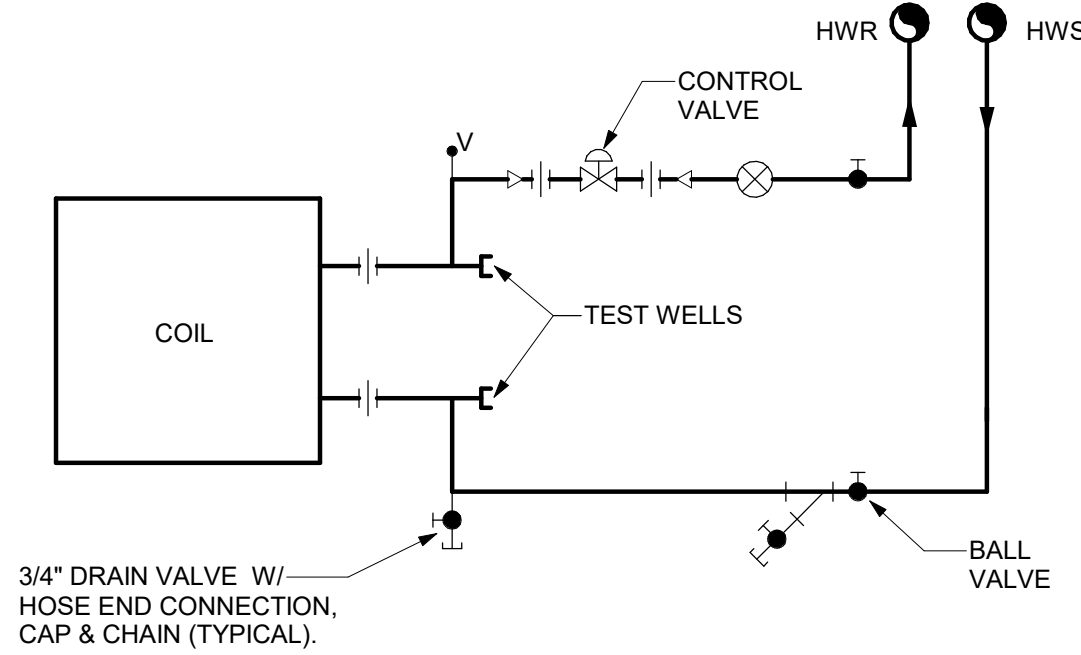 HWR
HWS
CONTROL
VALVE
V
TEST WELLS
COIL
BALL
VALVE
3/4" DRAIN VALVE W/
HOSE END CONNECTION,
CAP & CHAIN (TYPICAL).